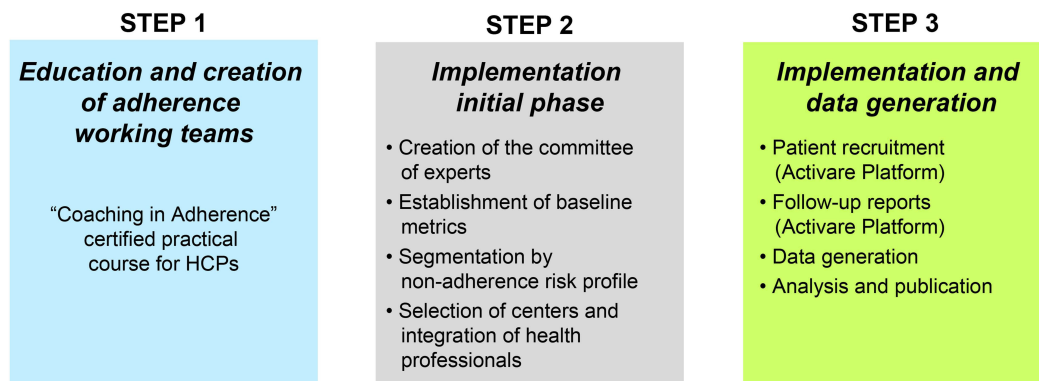 STEP 1
Education and creation
of adherence
working teams
“Coaching in Adherence”
certified practical
course for HCPs
STEP 2
Implementation
initial phase
• Creation of the committee
of experts
• Establishment of baseline
metrics
• Segmentation by
non-adherence risk profile
• Selection of centers and
integration of health
professionals
STEP 3
Implementation and
data generation
• Patient recruitment
(Activare Platform)
• Follow-up reports
(Activare Platform)
• Data generation
• Analysis and publication